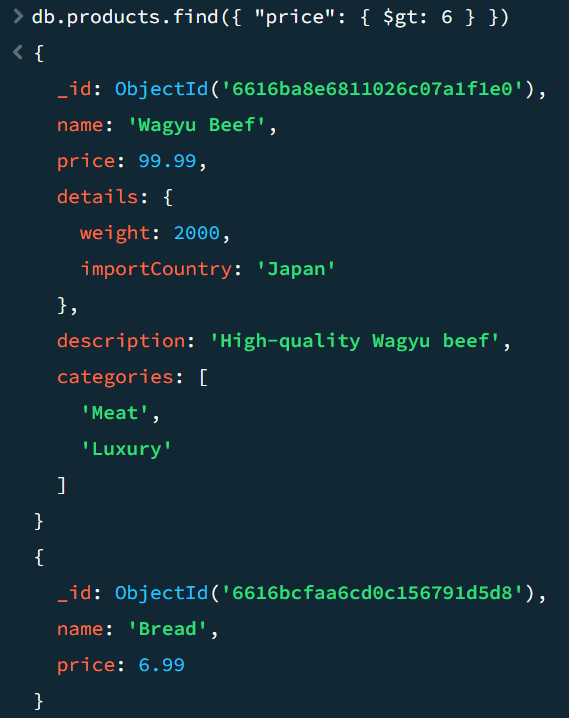 > db.products.find({ "price": { $gt: 6 } })
< {
_id: ObjectId('6616ba8e6811026c07a1f1e0'),
name: 'Wagyu Beef',
price: 99.99,
details: {
weight: 2000,
importCountry: 'Japan'
},
description: 'High-quality Wagyu beef',
categories: [
'Meat',
'Luxury'
]
}
{
_id: ObjectId('6616bcfaa6cd0c156791d5d8'),
name: 'Bread',
price: 6.99
}